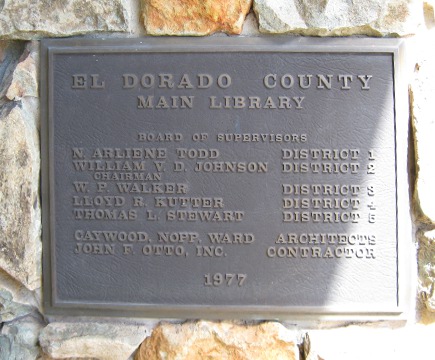 EL DORADO COUNTY
MAIN LIBRARY
BOARD OF SUPERVISORS
N. ARLIENE TODD DISTRICT 1
WILLIAM V. D. JOHNSON DISTRICT 2
CHAIRMAN
W. P. WALKER DISTRICT 3
LLOYD R. KUTTER DISTRICT 4
THOMAS L. STEWART DISTRICT 5
CAYWOOD, NOPP, WARD ARCHITECTS
JOHN F. OTTO, INC. CONTRACTOR
1977